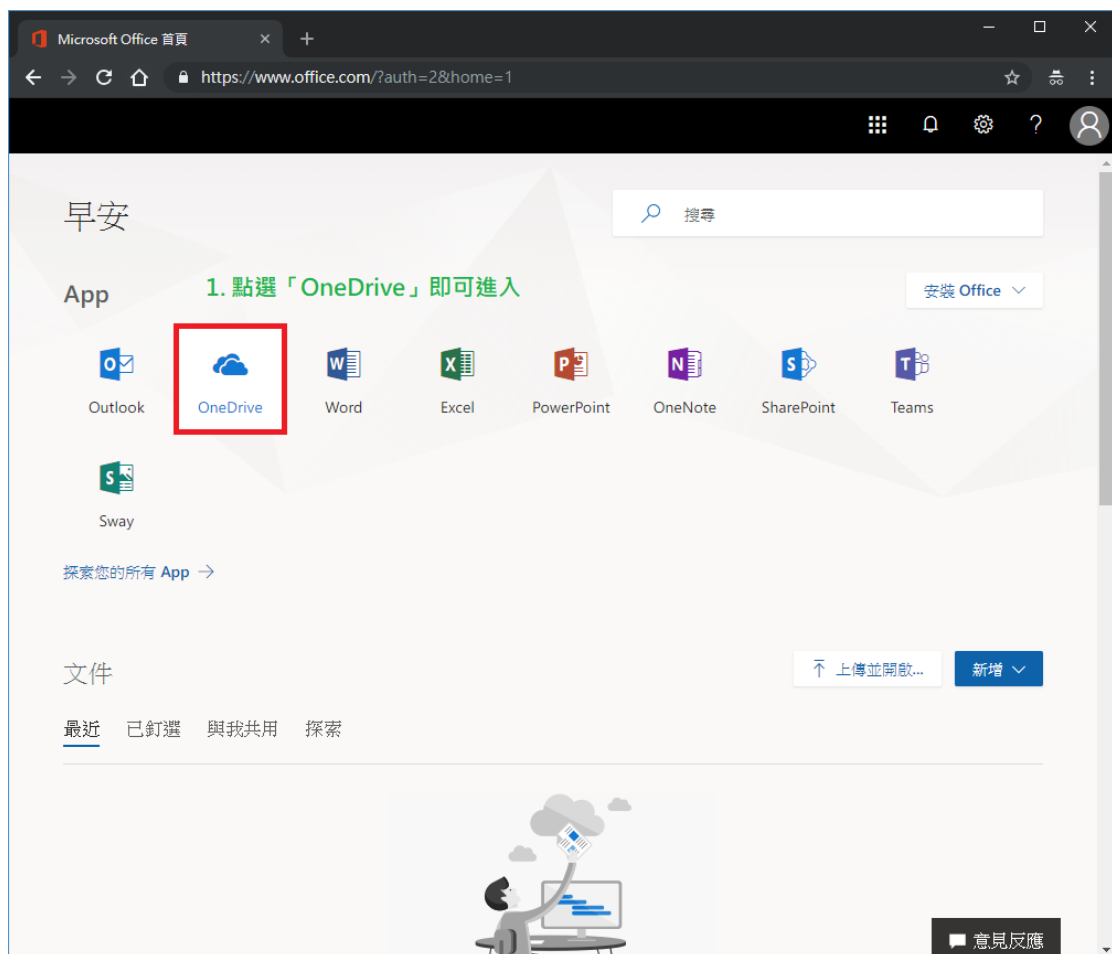 Microsoft Office 首頁
https://www.office.com/?auth=2&home=1
早安
搜尋
App
1. 點選「OneDrive」即可進入
安裝 Office
Outlook
OneDrive
Word
Excel
PowerPoint
OneNote
SharePoint
Teams
Sway
探索您的所有 App →
文件
上傳並開啟...
新增
最近 已釘選 與我共用 探索
意見反應